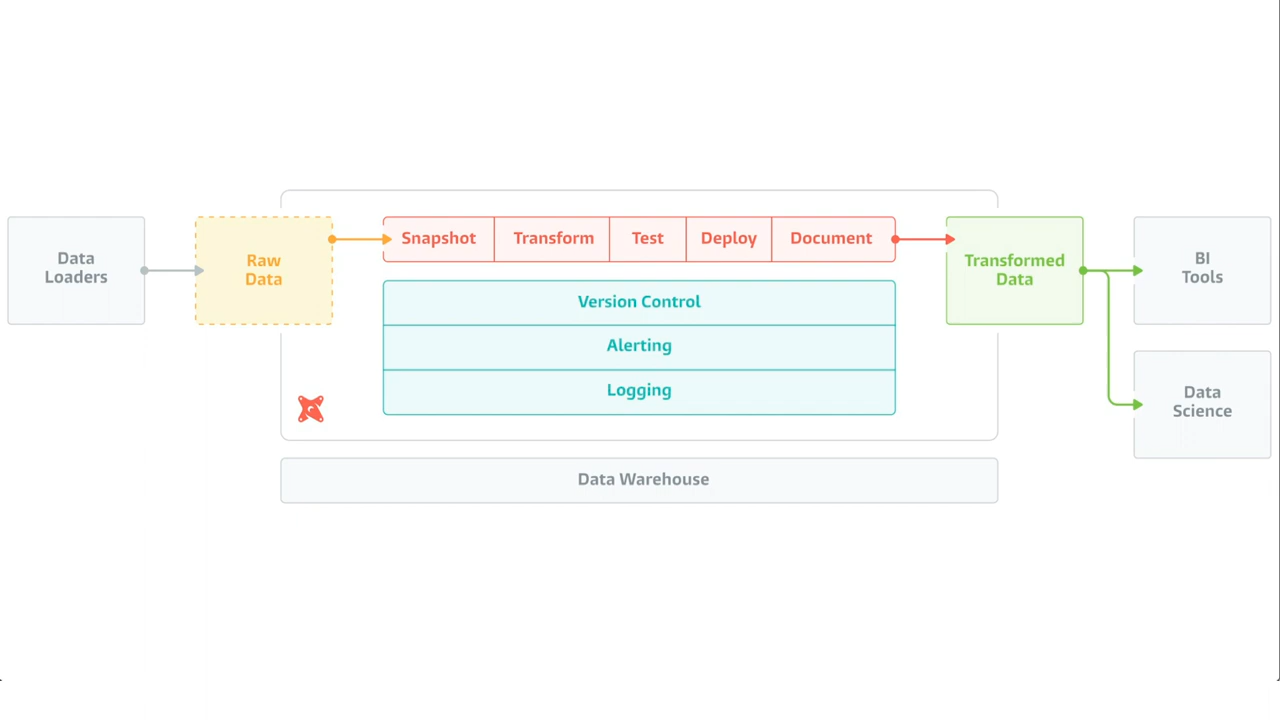 Data
Loaders
Raw
Data
Snapshot
Transform
Test
Deploy
Document
Version Control
Alerting
Logging
Transformed
Data
BI
Tools
Data
Science
Data Warehouse